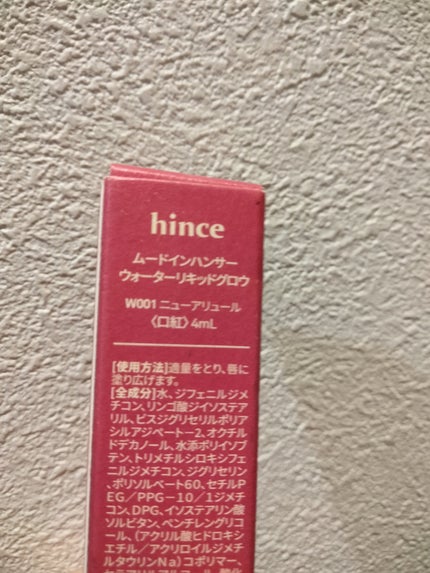 hince
ムードインハンサー
ウォーターリキッドグロウ
W001 ニューアリュール
〈口紅〉4mL
[使用方法]適量をとり、唇に
塗り広げます。
[全成分]水、ジフェニルジメ
チコン、リンゴ酸ジイソステア
リル、ビスジグリセリルポリア
シルアジペート-2、オクチル
ドデカノール、水添ポリイソブ
テン、トリメチルシロキシフェ
ニルジメチコン、ジグリセリン
、ポリソルベート60、セチルP
EG/PPG-10/1ジメチ
コン、DPG、イソステアリン酸
ソルビタン、ペンチレングリコ
ール、(アクリル酸ヒドロキシ
エチル/アクリロイルジメチ
ルタウリンNa)コポリマー、